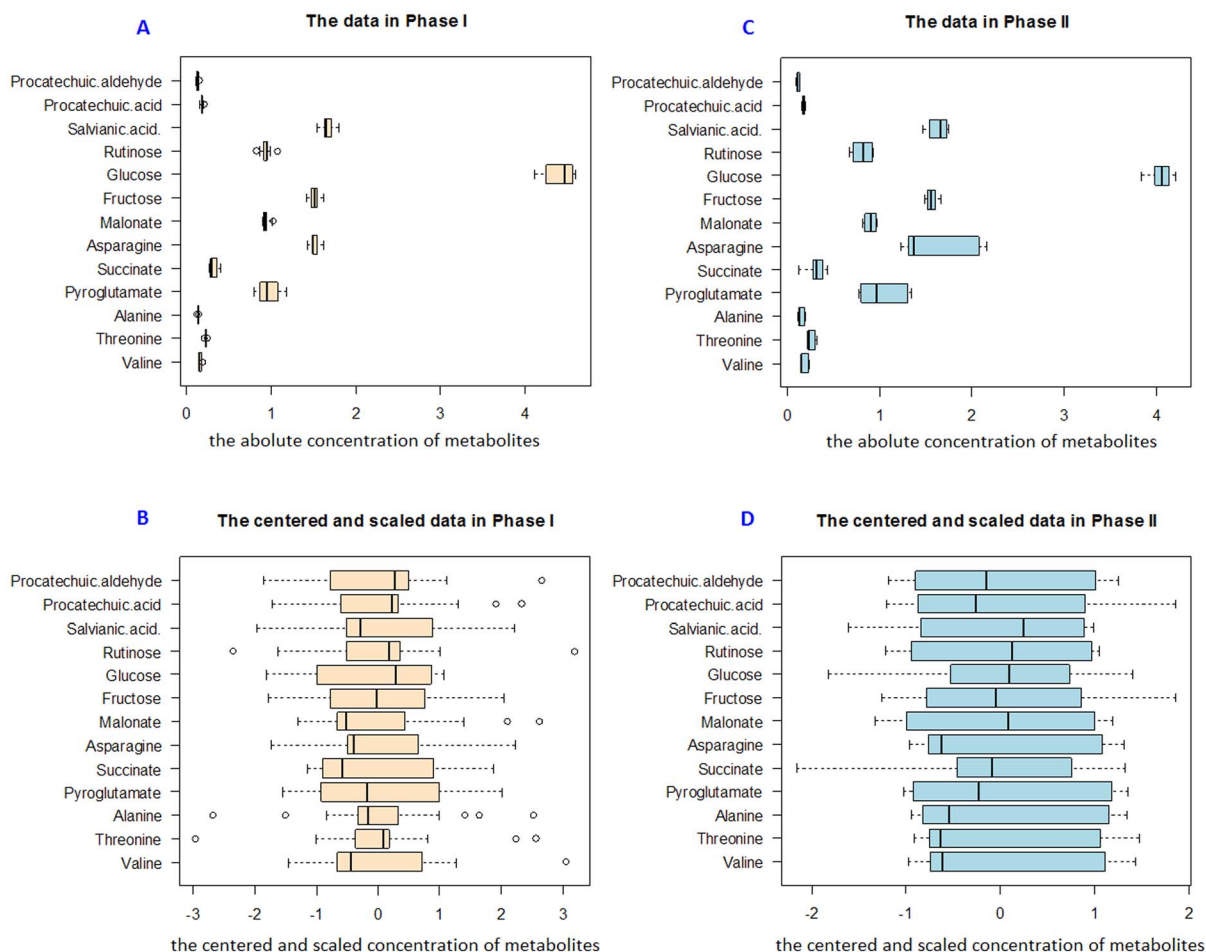 A
The data in Phase I
Procatechuic.aldehyde
Procatechuic.acid
Salvianic.acid.
Rutinose
Glucose
Fructose
Malonate
Asparagine
Succinate
Pyroglutamate
Alanine
Threonine
Valine
0 1 2 3 4
the abolute concentration of metabolites
C
The data in Phase II
Procatechuic.aldehyde
Procatechuic.acid
Salvianic.acid.
Rutinose
Glucose
Fructose
Malonate
Asparagine
Succinate
Pyroglutamate
Alanine
Threonine
Valine
0 1 2 3 4
the abolute concentration of metabolites
B
The centered and scaled data in Phase I
Procatechuic.aldehyde
Procatechuic.acid
Salvianic.acid.
Rutinose
Glucose
Fructose
Malonate
Asparagine
Succinate
Pyroglutamate
Alanine
Threonine
Valine
-3 -2 -1 0 1 2 3
the centered and scaled concentration of metabolites
D
The centered and scaled data in Phase II
Procatechuic.aldehyde
Procatechuic.acid
Salvianic.acid.
Rutinose
Glucose
Fructose
Malonate
Asparagine
Succinate
Pyroglutamate
Alanine
Threonine
Valine
-2 -1 0 1 2
the centered and scaled concentration of metabolites